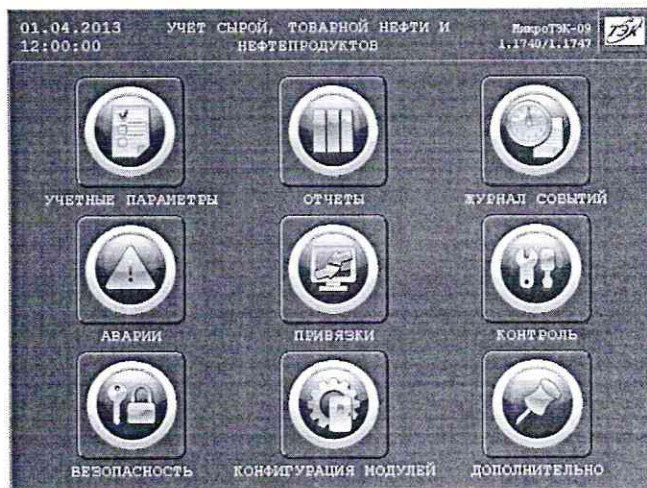 01.04.2013
12:00:00
УЧЕТ СЫРОЙ, ТОВАРНОЙ НЕФТИ И
НЕФТЕПРОДУКТОВ
МикроТЭК-09
1.1740/1.1747
ТЭК
УЧЕТНЫЕ ПАРАМЕТРЫ
ОТЧЕТЫ
ЖУРНАЛ СОБЫТИЙ
АВАРИИ
ПРИВЯЗКИ
КОНТРОЛЬ
БЕЗОПАСНОСТЬ
КОНФИГУРАЦИЯ МОДУЛЕЙ
ДОПОЛНИТЕЛЬНО